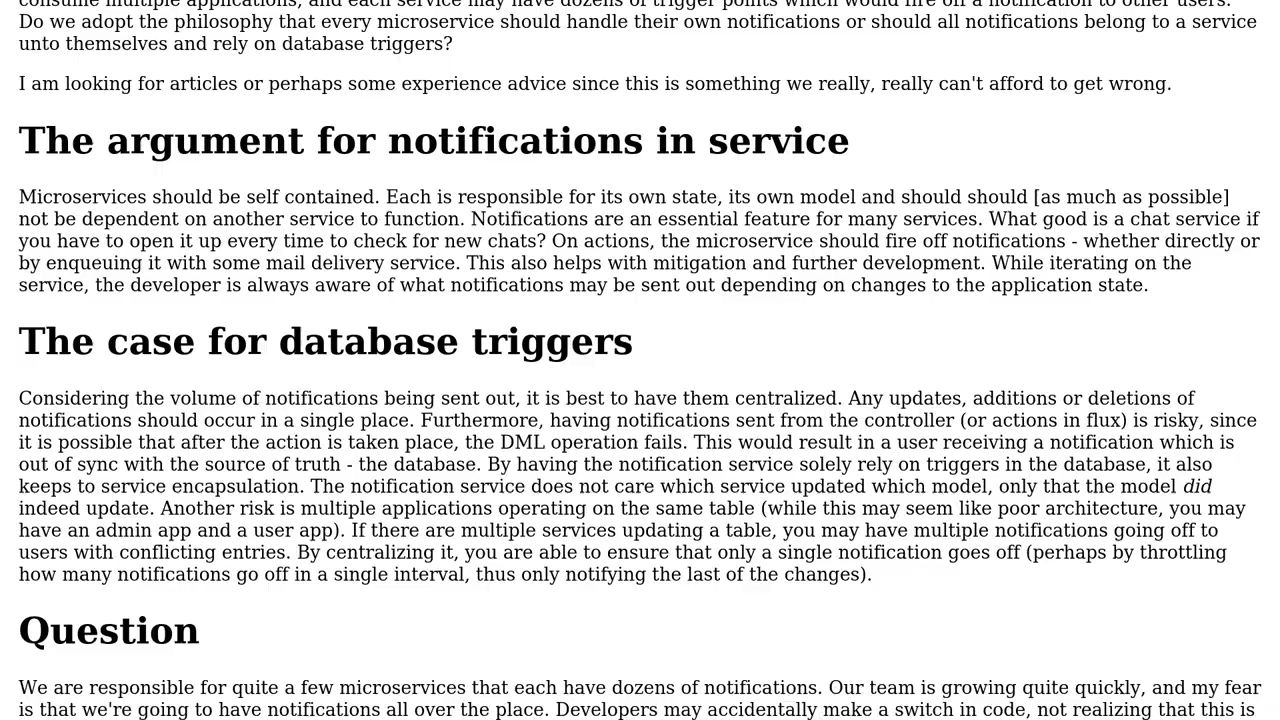 consume multiple applications, and each service may have dozens of trigger points which would fire off a notification to other users.
Do we adopt the philosophy that every microservice should handle their own notifications or should all notifications belong to a service
unto themselves and rely on database triggers?
I am looking for articles or perhaps some experience advice since this is something we really, really can't afford to get wrong.
The argument for notifications in service
Microservices should be self contained. Each is responsible for its own state, its own model and should should [as much as possible]
not be dependent on another service to function. Notifications are an essential feature for many services. What good is a chat service if
you have to open it up every time to check for new chats? On actions, the microservice should fire off notifications - whether directly or
by enqueuing it with some mail delivery service. This also helps with mitigation and further development. While iterating on the
service, the developer is always aware of what notifications may be sent out depending on changes to the application state.
The case for database triggers
Considering the volume of notifications being sent out, it is best to have them centralized. Any updates, additions or deletions of
notifications should occur in a single place. Furthermore, having notifications sent from the controller (or actions in flux) is risky, since
it is possible that after the action is taken place, the DML operation fails. This would result in a user receiving a notification which is
out of sync with the source of truth - the database. By having the notification service solely rely on triggers in the database, it also
keeps to service encapsulation. The notification service does not care which service updated which model, only that the model did
indeed update. Another risk is multiple applications operating on the same table (while this may seem like poor architecture, you may
have an admin app and a user app). If there are multiple services updating a table, you may have multiple notifications going off to
users with conflicting entries. By centralizing it, you are able to ensure that only a single notification goes off (perhaps by throttling
how many notifications go off in a single interval, thus only notifying the last of the changes).
Question
We are responsible for quite a few microservices that each have dozens of notifications. Our team is growing quite quickly, and my fear
is that we're going to have notifications all over the place. Developers may accidentally make a switch in code, not realizing that this is